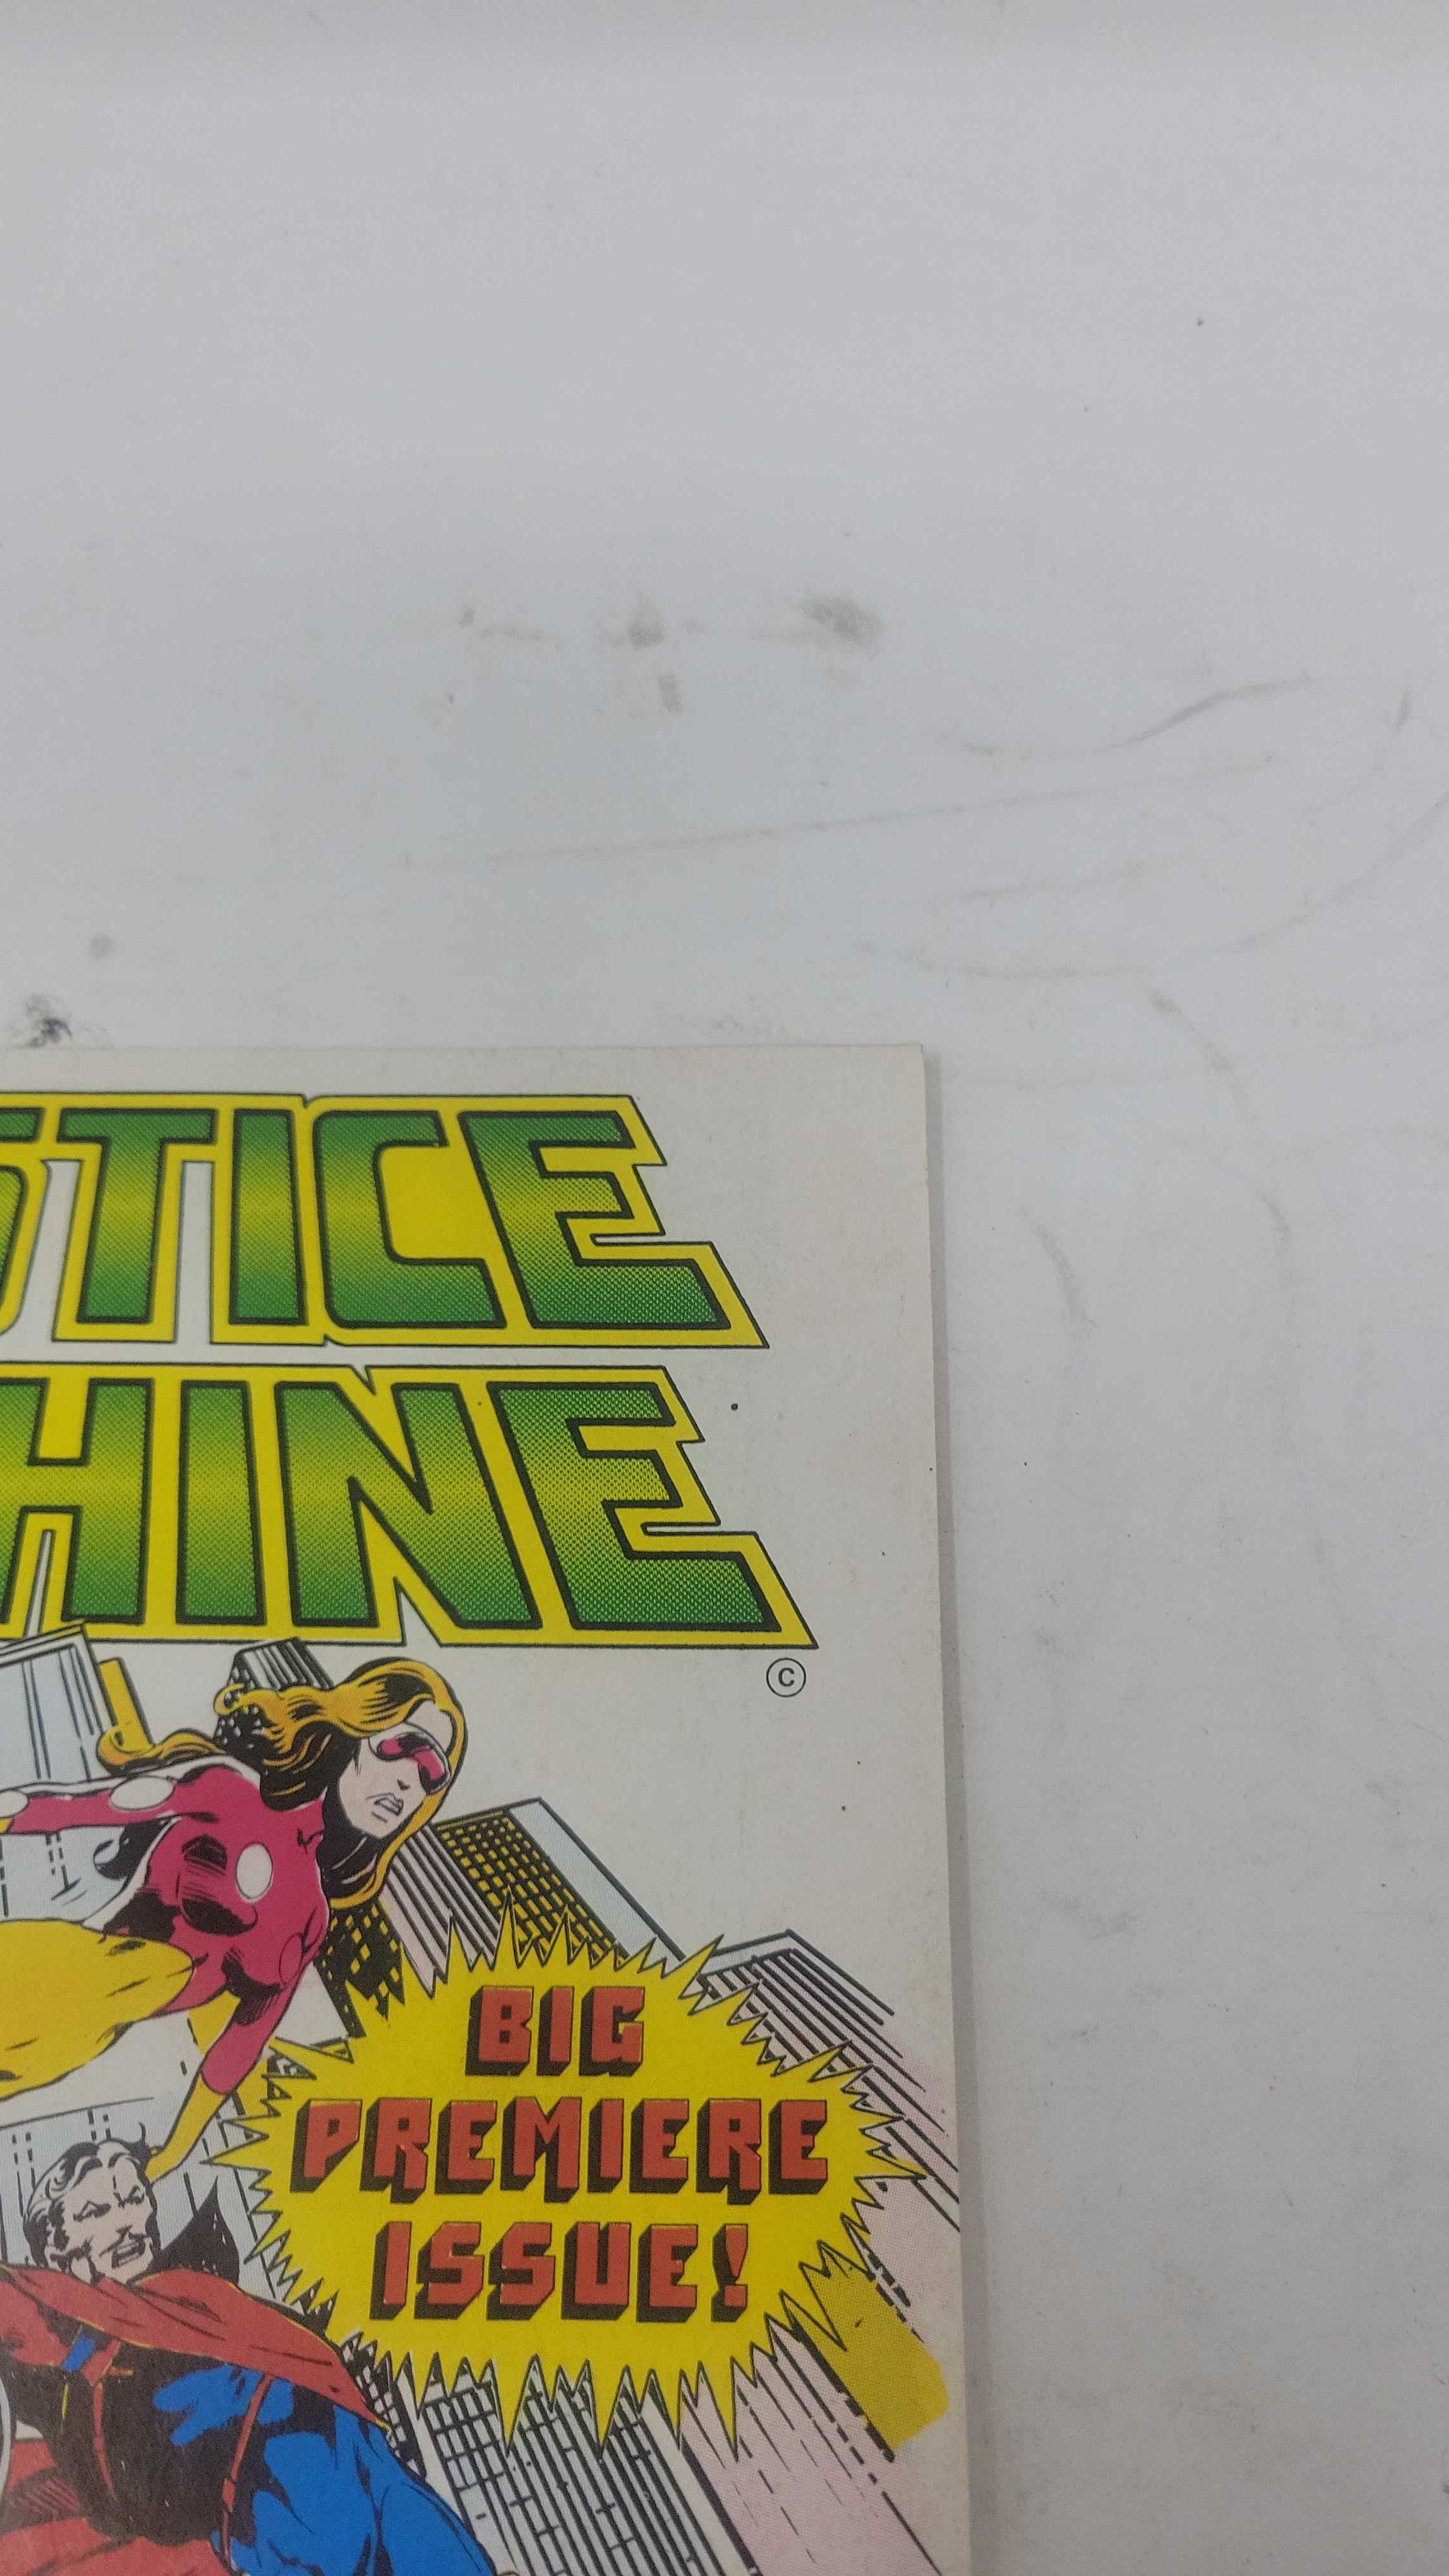 STICE
HINE
©
BIG
PREMIERE
ISSUE!